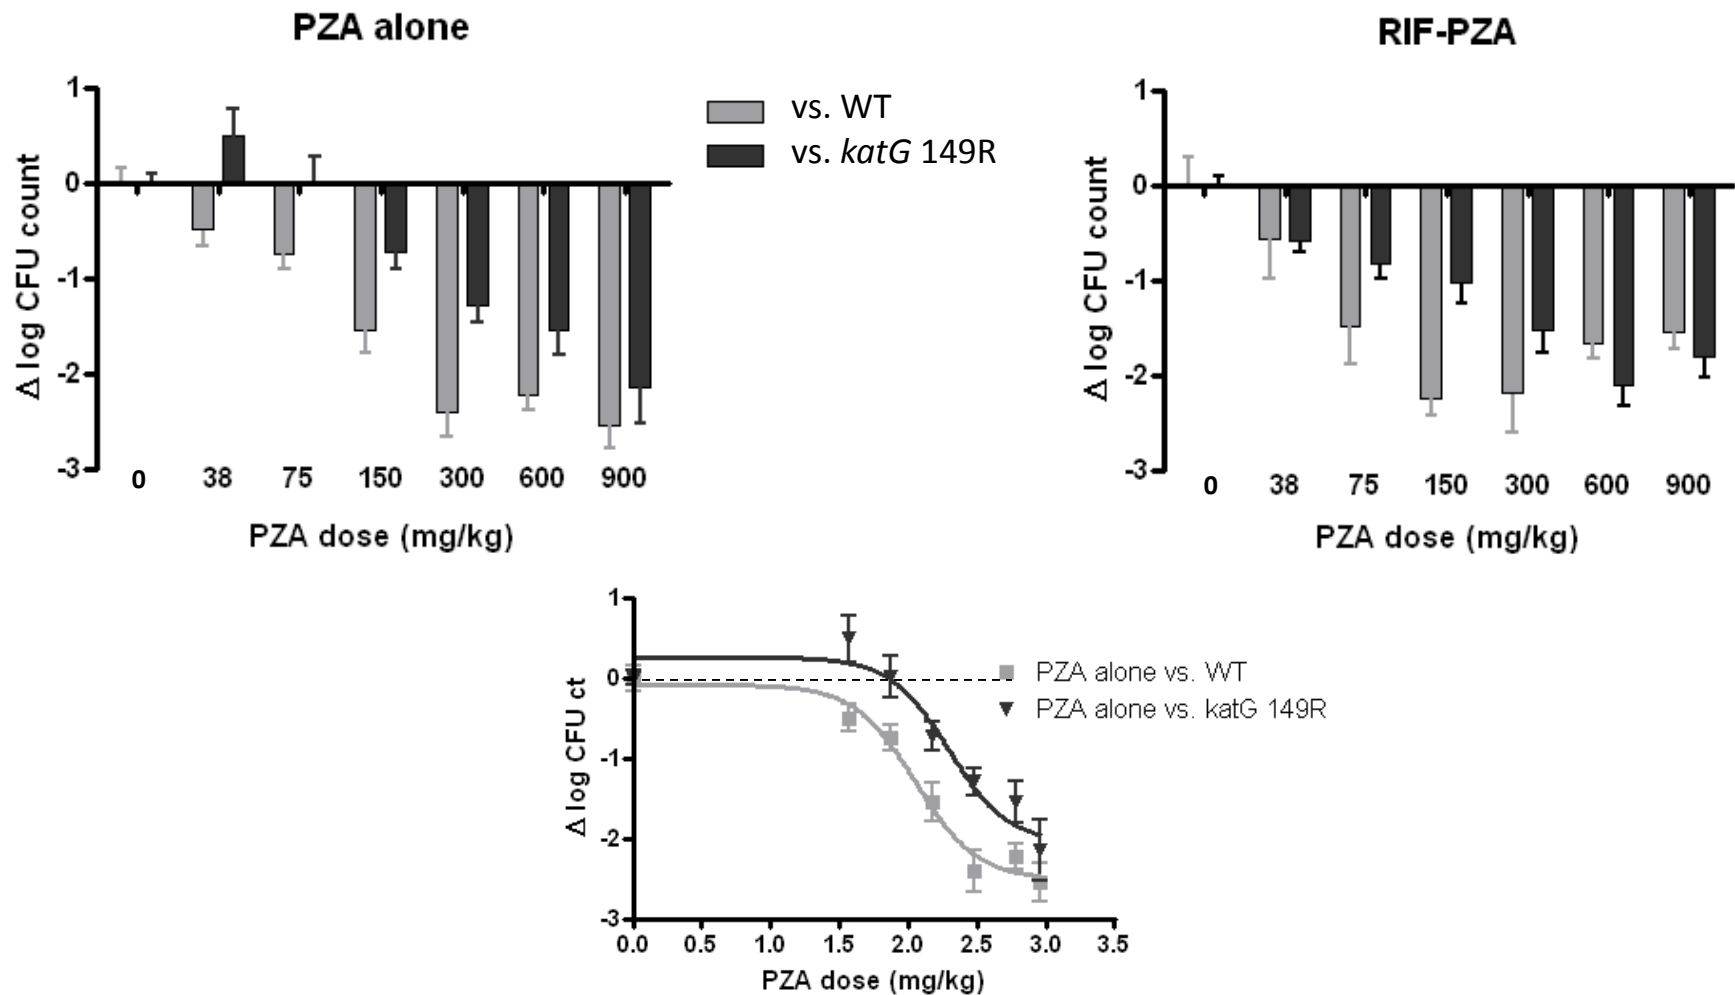 PZA alone
1
0
-1
-2
-3
Δ log CFU count
0 38 75 150 300 600 900
PZA dose (mg/kg)
vs. WT
vs. katG 149R
RIF-PZA
1
0
-1
-2
-3
Δ log CFU count
0 38 75 150 300 600 900
PZA dose (mg/kg)
1
0
-1
-2
-3
Δ log CFU ct
0.0 0.5 1.0 1.5 2.0 2.5 3.0 3.5
PZA dose (mg/kg)
PZA alone vs. WT
PZA alone vs. katG 149R